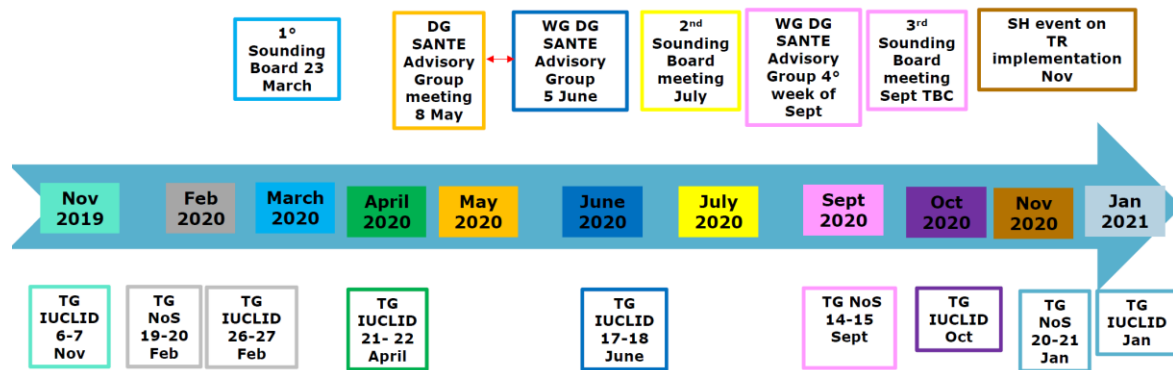 1°
Sounding
Board 23
March
DG
SANTE
Advisory
Group
meeting
8 May
WG DG
SANTE
Advisory
Group
5 June
2nd
Sounding
Board
meeting
July
WG DG
SANTE
Advisory
Group 4°
week of
Sept
3rd
Sounding
Board
meeting
Sept TBC
SH event on
TR
implementation
Nov
Nov
2019
Feb
2020
March
2020
April
2020
May
2020
June
2020
July
2020
Sept
2020
Oct
2020
Nov
2020
Jan
2021
TG
IUCLID
6-7
Nov
TG
NoS
19-20
Feb
TG
IUCLID
26-27
Feb
TG
IUCLID
21- 22
April
TG
IUCLID
17-18
June
TG NoS
14-15
Sept
TG
IUCLID
Oct
TG
NoS
20-21
Jan
TG
IUCLID
Jan